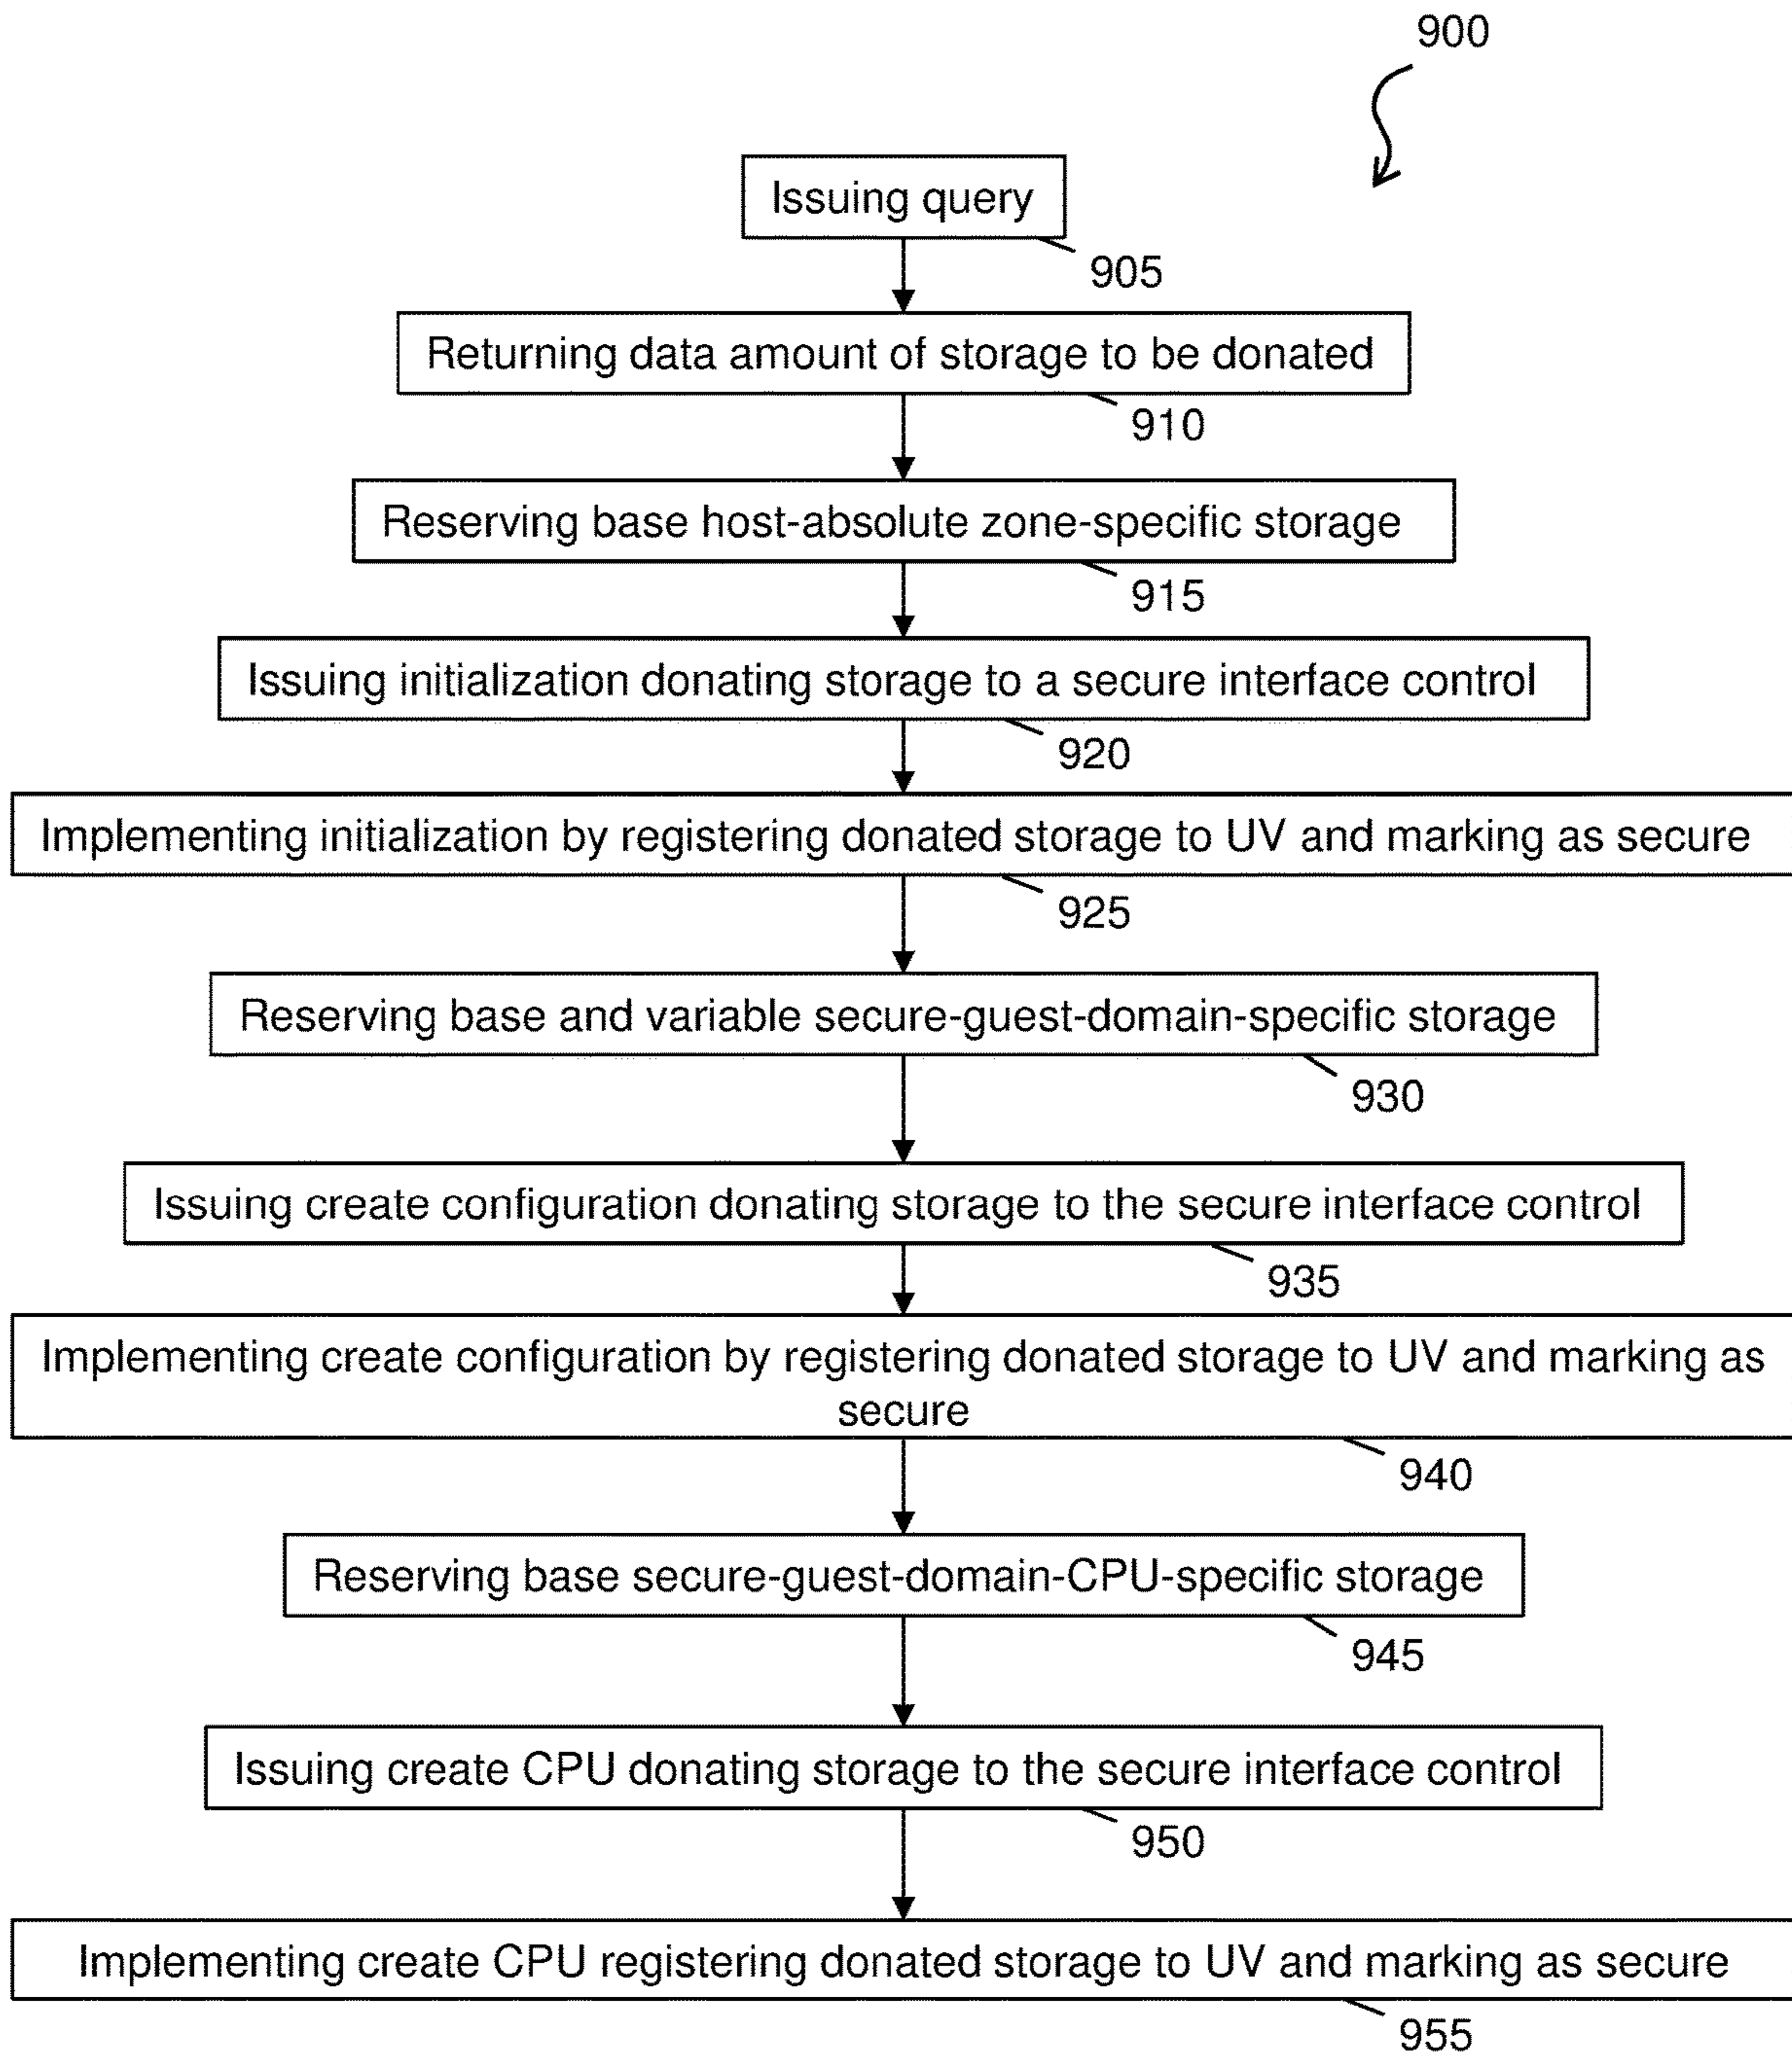 900
Issuing query
905
Returning data amount of storage to be donated
910
Reserving base host-absolute zone-specific storage
915
Issuing initialization donating storage to a secure interface control
920
Implementing initialization by registering donated storage to UV and marking as secure
925
Reserving base and variable secure-guest-domain-specific storage
930
Issuing create configuration donating storage to the secure interface control
935
Implementing create configuration by registering donated storage to UV and marking as
secure
940
Reserving base secure-guest-domain-CPU-specific storage
945
Issuing create CPU donating storage to the secure interface control
950
Implementing create CPU registering donated storage to UV and marking as secure
955